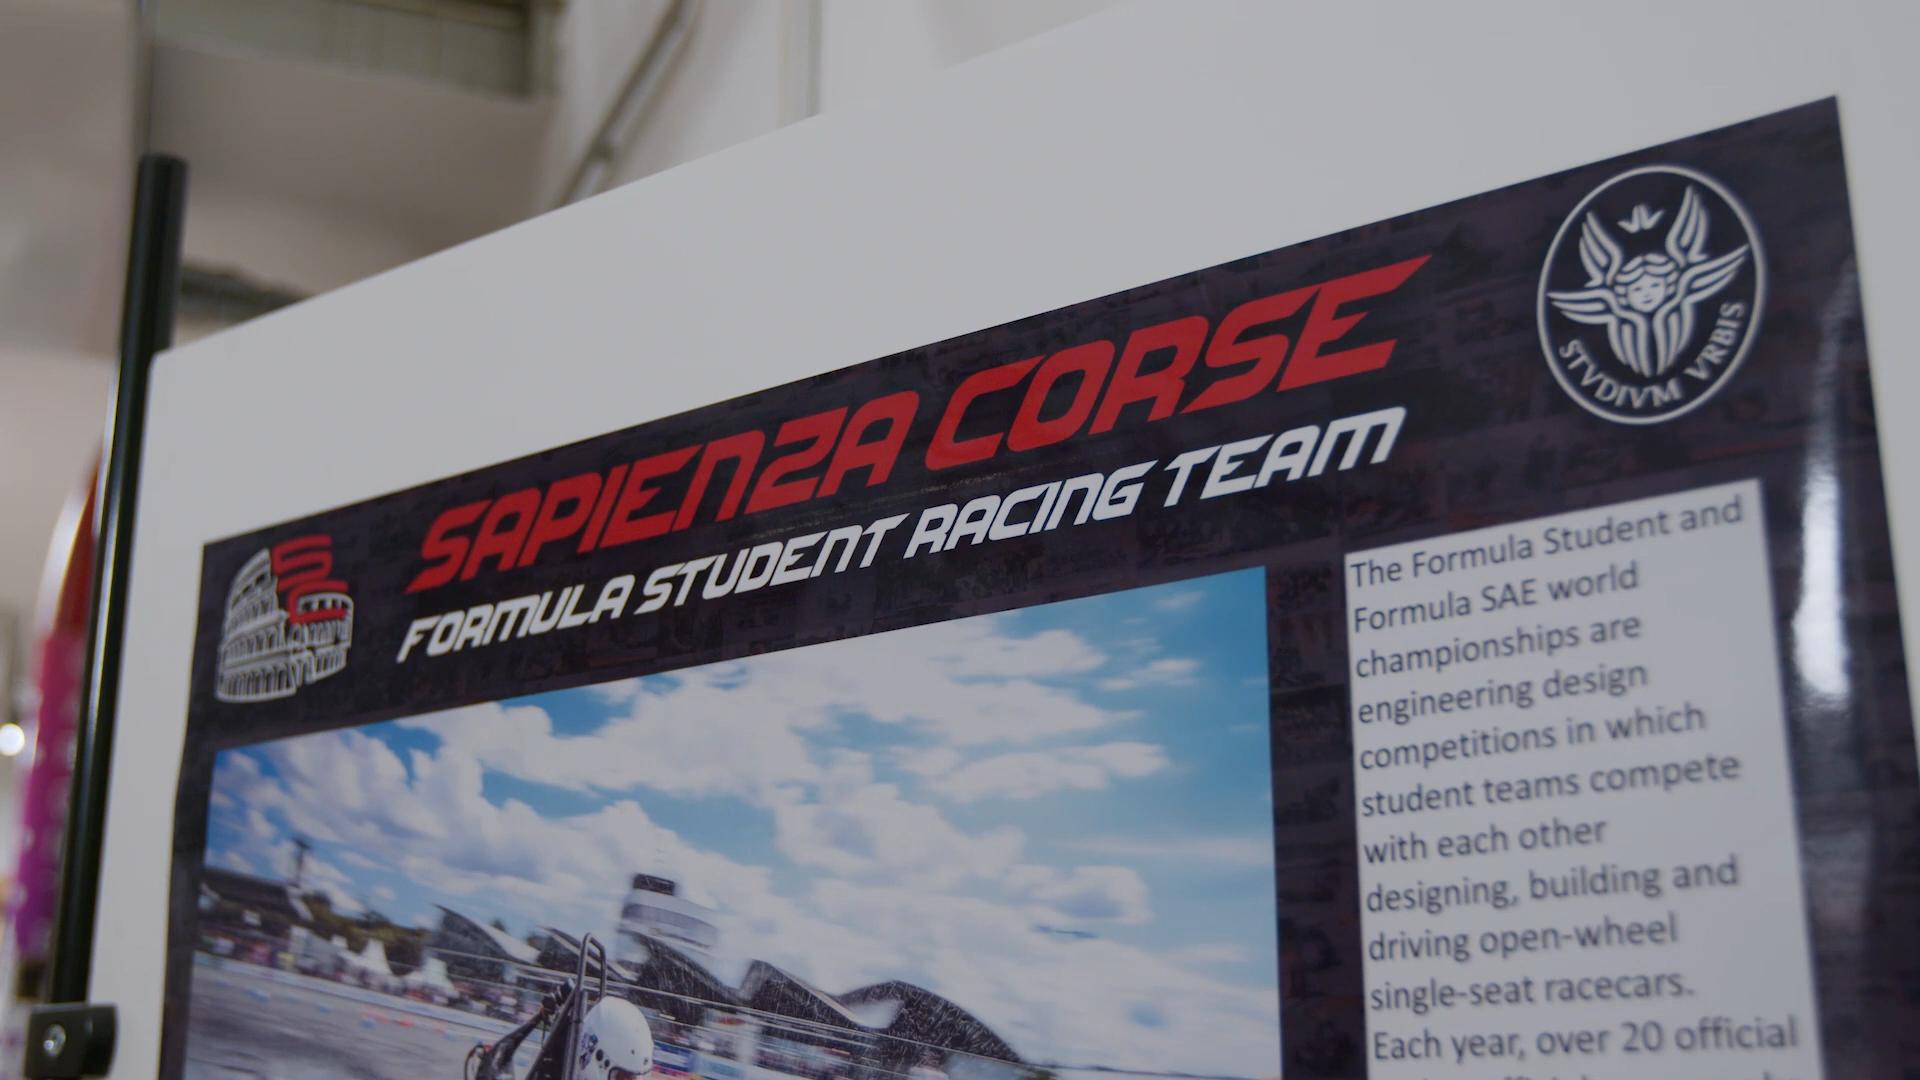 SAPIENZA CORSE
FORMULA STUDENT RACING TEAM
SC
STVDIVM VRBIS
The Formula Student and
Formula SAE world
championships are
engineering design
competitions in which
student teams compete
with each other
designing, building and
driving open-wheel
single-seat racecars.
Each year, over 20 official